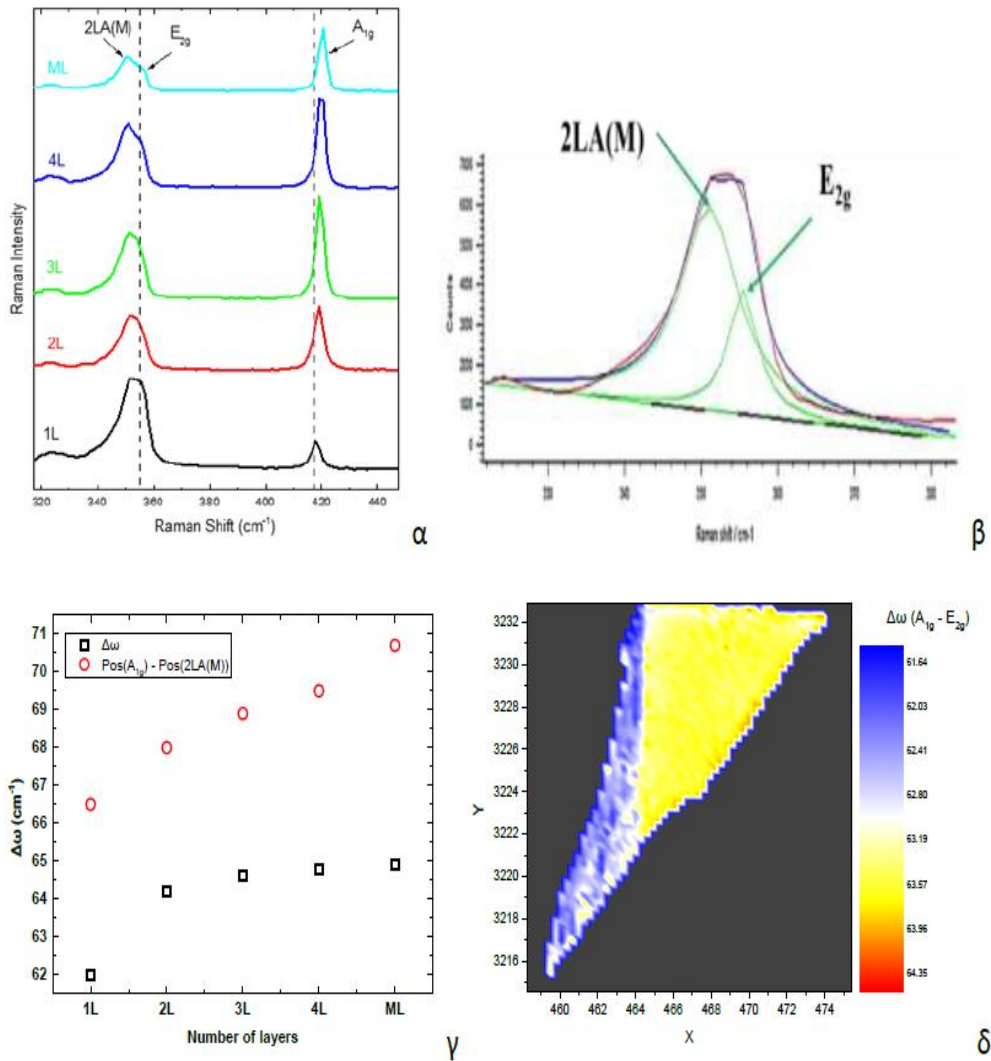 2LA(M)
E2g
A1g
ML
4L
3L
2L
1L
Raman Intensity
320 340 360 380 400 420 440
Raman Shift (cm-1)
α
2LA(M)
E2g
Counts
Raman shift / cm-1
β
71
70
69
68
67
66
65
64
63
62
Δω
Pos(A1g) - Pos(2LA(M))
Δω (cm-1)
1L 2L 3L 4L ML
Number of layers
γ
Δω (A1g - E2g)
3232
3230
3228
3226
3224
3222
3220
3218
3216
Y
460 462 464 466 468 470 472 474
X
61.64
62.03
62.41
62.80
63.19
63.57
63.96
64.35
δ